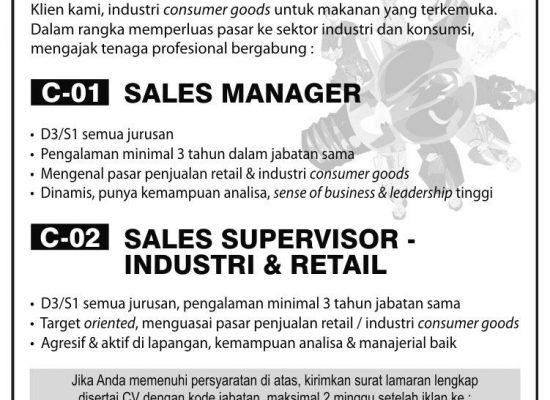 Klien kami, industri consumer goods untuk makanan yang terkemuka.
Dalam rangka memperluas pasar ke sektor industri dan konsumsi,
mengajak tenaga profesional bergabung :
C-01 SALES MANAGER
• D3/S1 semua jurusan
• Pengalaman minimal 3 tahun dalam jabatan sama
• Mengenal pasar penjualan retail & industri consumer goods
• Dinamis, punya kemampuan analisa, sense of business & leadership tinggi
C-02 SALES SUPERVISOR -
INDUSTRI & RETAIL
• D3/S1 semua jurusan, pengalaman minimal 3 tahun jabatan sama
• Target oriented, menguasai pasar penjualan retail / industri consumer goods
• Agresif & aktif di lapangan, kemampuan analisa & manajerial baik
Jika Anda memenuhi persyaratan di atas, kirimkan surat lamaran lengkap
disertai CV dengan kode jabatan, maksimal 2 minggu setelah iklan ke :